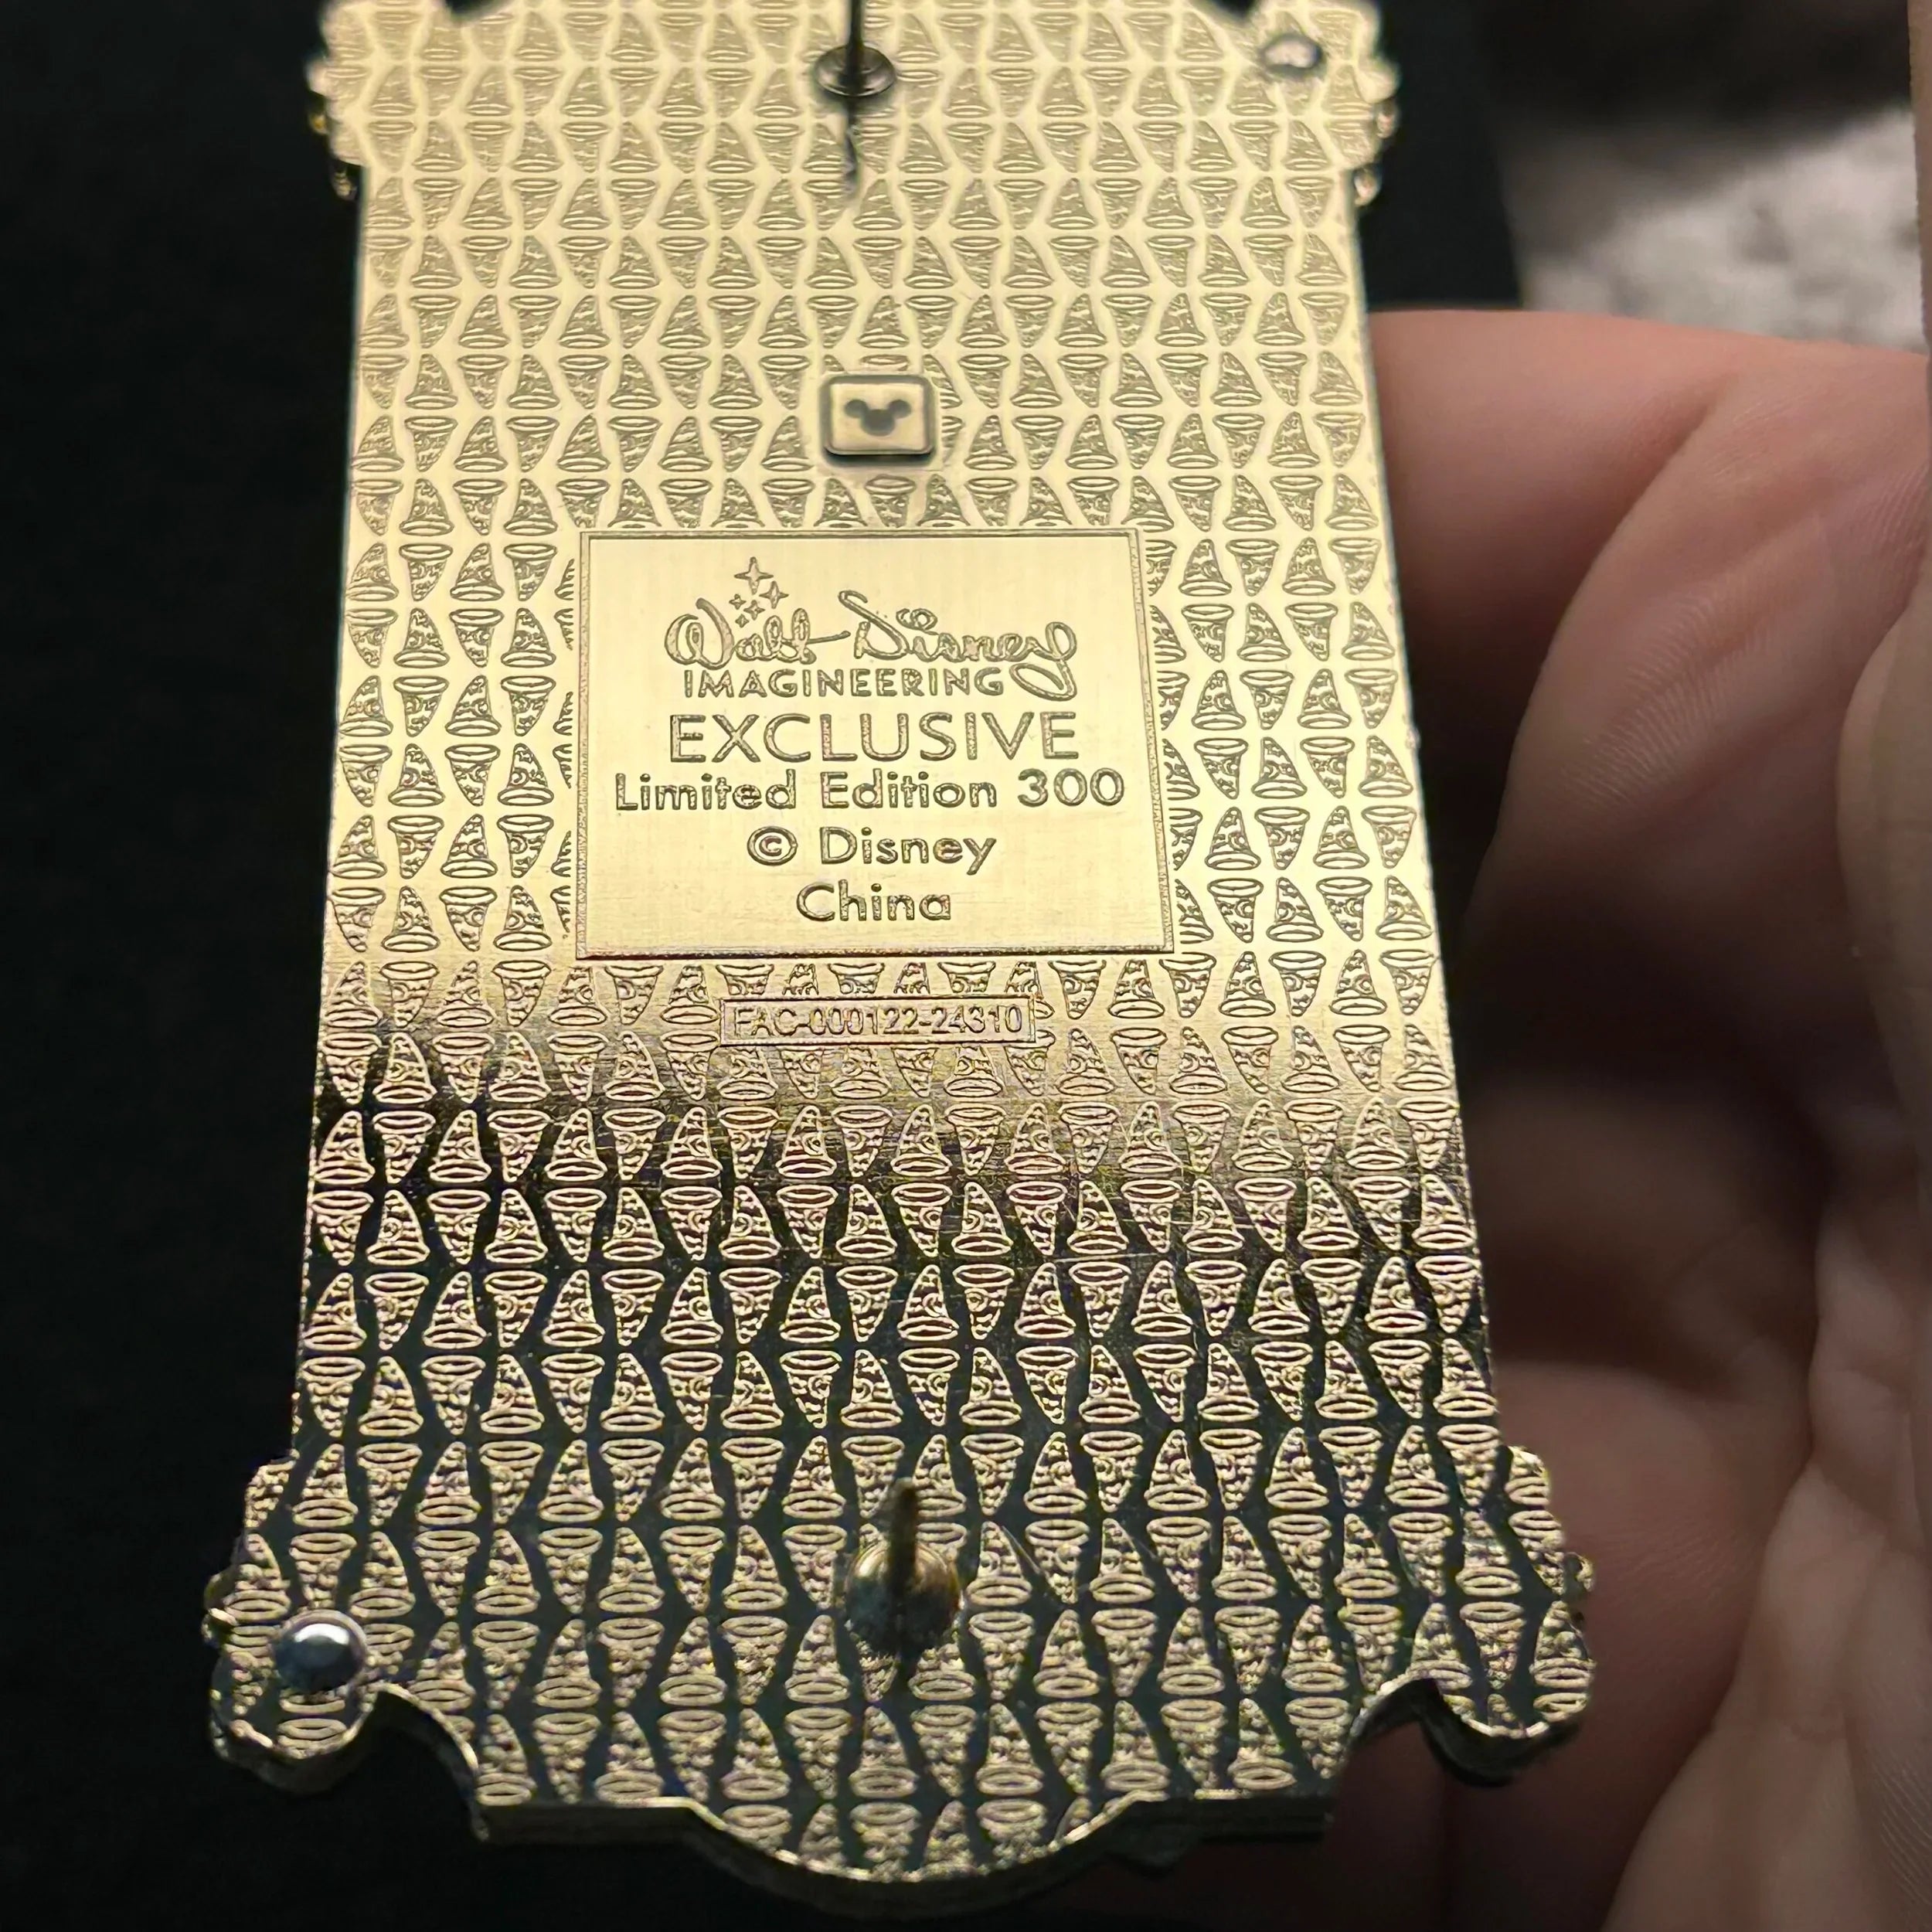 Walt Disney
IMAGINEERING
EXCLUSIVE
Limited Edition 300
© Disney
China
FAC-000122-24310